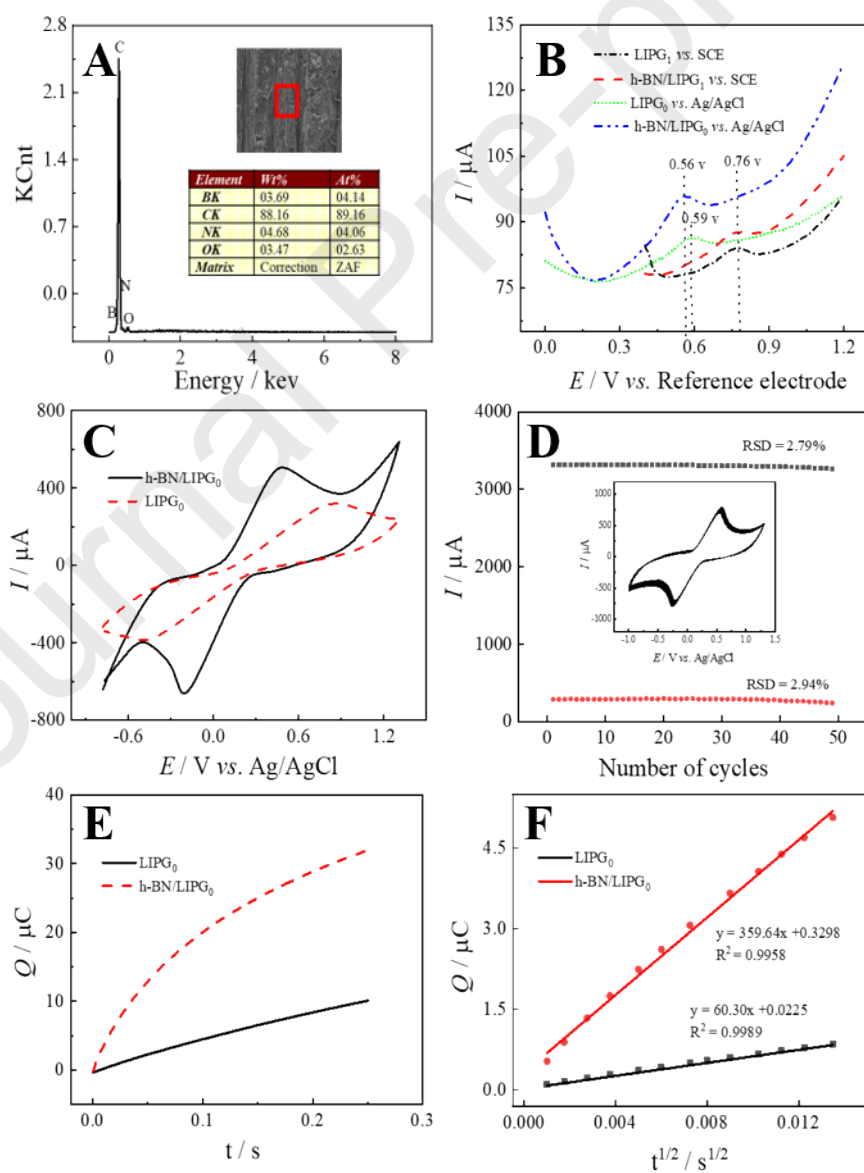 Journal Pre-p
A
2.8
2.1
1.4
0.7
0.0
KCnt
C
N
B
O
Element Wt% At%
BK 03.69 04.14
CK 88.16 89.16
NK 04.68 04.06
OK 03.47 02.63
Matrix Correction ZAF
0 2 4 6 8
Energy / kev
B
135
115
95
75
I / μA
LIPG₁ vs. SCE
h-BN/LIPG₁ vs. SCE
LIPG₀ vs. Ag/AgCl
h-BN/LIPG₀ vs. Ag/AgCl
0.56 v
0.76 v
0.59 v
0.0 0.3 0.6 0.9 1.2
E / V vs. Reference electrode
C
800
400
0
-400
-800
I / μA
h-BN/LIPG₀
LIPG₀
-0.6 0.0 0.6 1.2
E / V vs. Ag/AgCl
D
4000
3000
2000
1000
0
I / μA
RSD = 2.79%
1000
500
0
-500
-1000
I / μA
-1.0 -0.5 0.0 0.5 1.0
E / V vs. Ag/AgCl
RSD = 2.94%
0 10 20 30 40 50
Number of cycles
E
40
30
20
10
0
Q / μC
LIPG₀
h-BN/LIPG₀
0.0 0.1 0.2 0.3
t / s
F
4.5
3.0
1.5
0.0
Q / μC
LIPG₀
h-BN/LIPG₀
y = 359.64x +0.3298
R² = 0.9958
y = 60.30x +0.0225
R² = 0.9989
0.000 0.004 0.008 0.012
t^1/2 / s^1/2